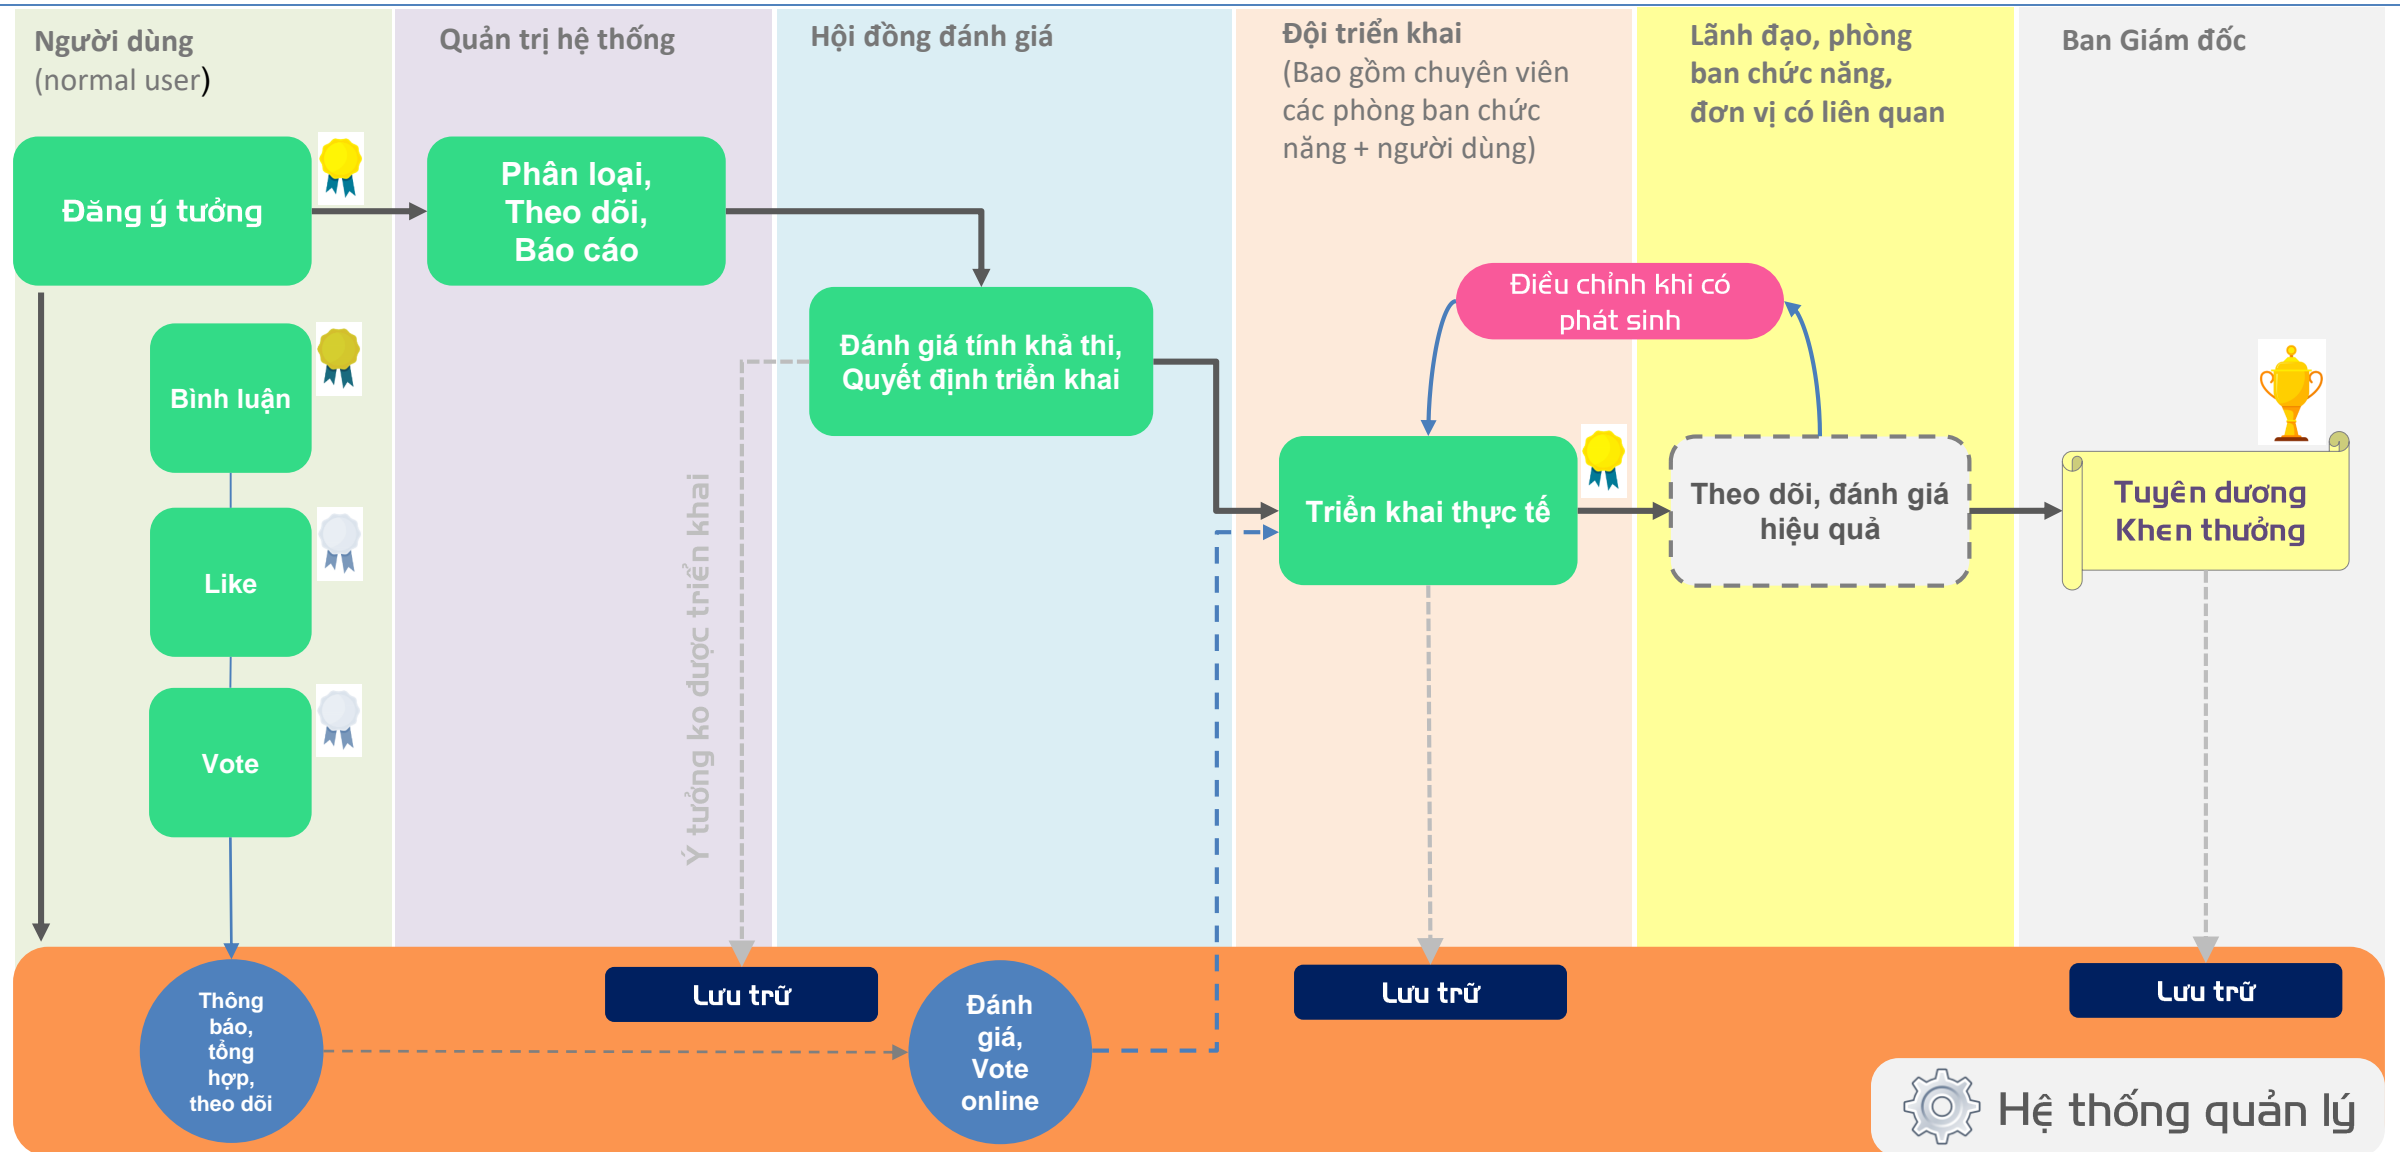 Người dùng
(normal user)
Quản trị hệ thống
Hội đồng đánh giá
Đội triển khai
(Bao gồm chuyên viên
các phòng ban chức
năng + người dùng)
Lãnh đạo, phòng
ban chức năng,
đơn vị có liên quan
Ban Giám đốc
Đăng ý tưởng
Phân loại,
Theo dõi,
Báo cáo
Đánh giá tính khả thi,
Quyết định triển khai
Điều chỉnh khi có
phát sinh
Bình luận
Like
Vote
Ý tưởng ko được triển khai
Triển khai thực tế
Theo dõi, đánh giá
hiệu quả
Tuyên dương
Khen thưởng
Thông
báo,
tổng
hợp,
theo dõi
Lưu trữ
Đánh
giá,
Vote
online
Lưu trữ
Lưu trữ
Hệ thống quản lý